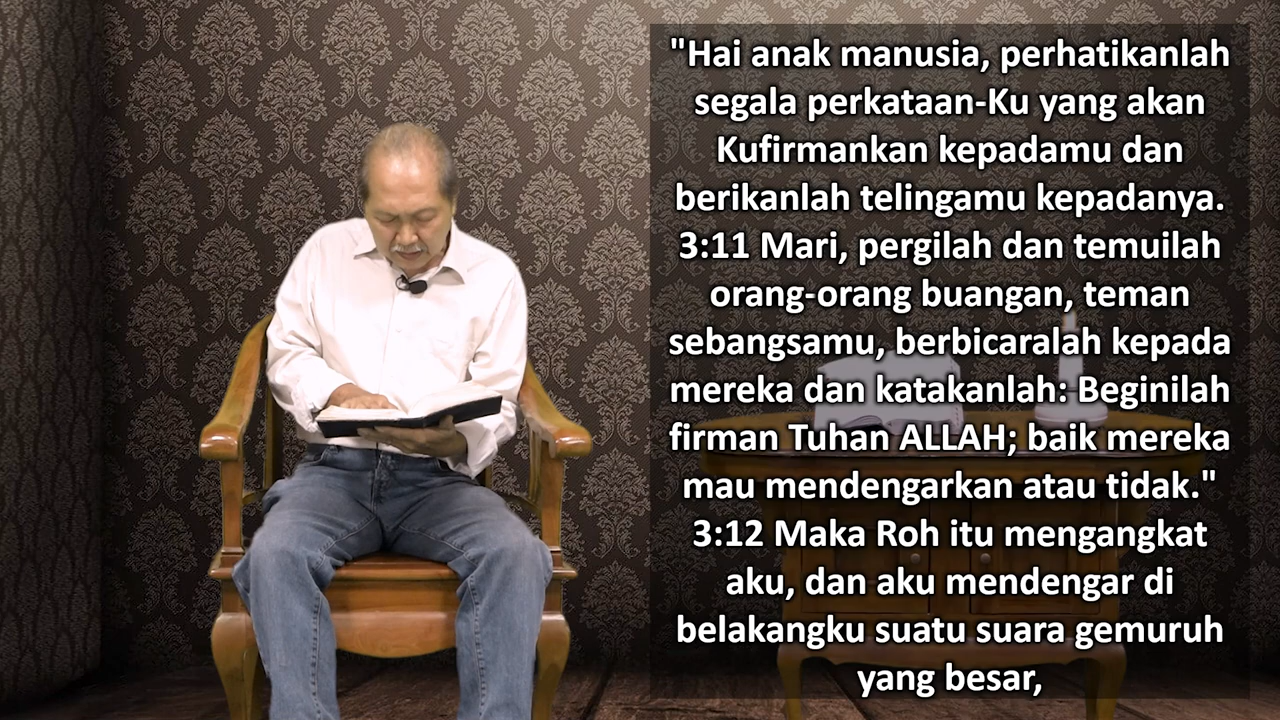 "Hai anak manusia, perhatikanlah
segala perkataan-Ku yang akan
Kufirmankan kepadamu dan
berikanlah telingamu kepadanya.
3:11 Mari, pergilah dan temuilah
orang-orang buangan, teman
sebangsamu, berbicaralah kepada
mereka dan katakanlah: Beginilah
firman Tuhan ALLAH; baik mereka
mau mendengarkan atau tidak."
3:12 Maka Roh itu mengangkat
aku, dan aku mendengar di
belakangku suatu suara gemuruh
yang besar,